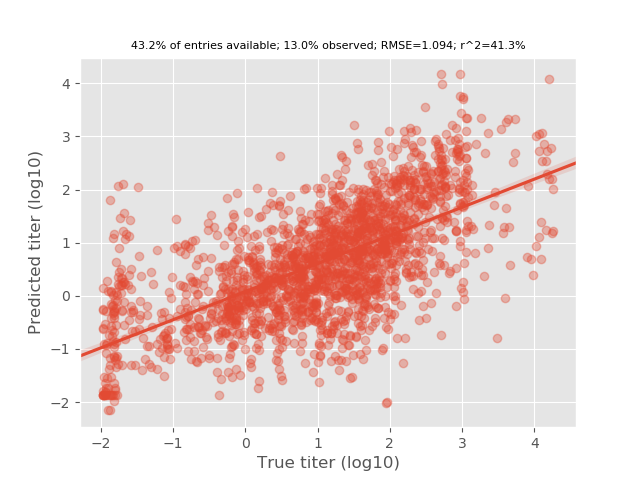 43.2% of entries available; 13.0% observed; RMSE=1.094; r^2=41.3%
Predicted titer (log10)
4
3
2
1
0
−1
−2
−2 −1 0 1 2 3 4
True titer (log10)